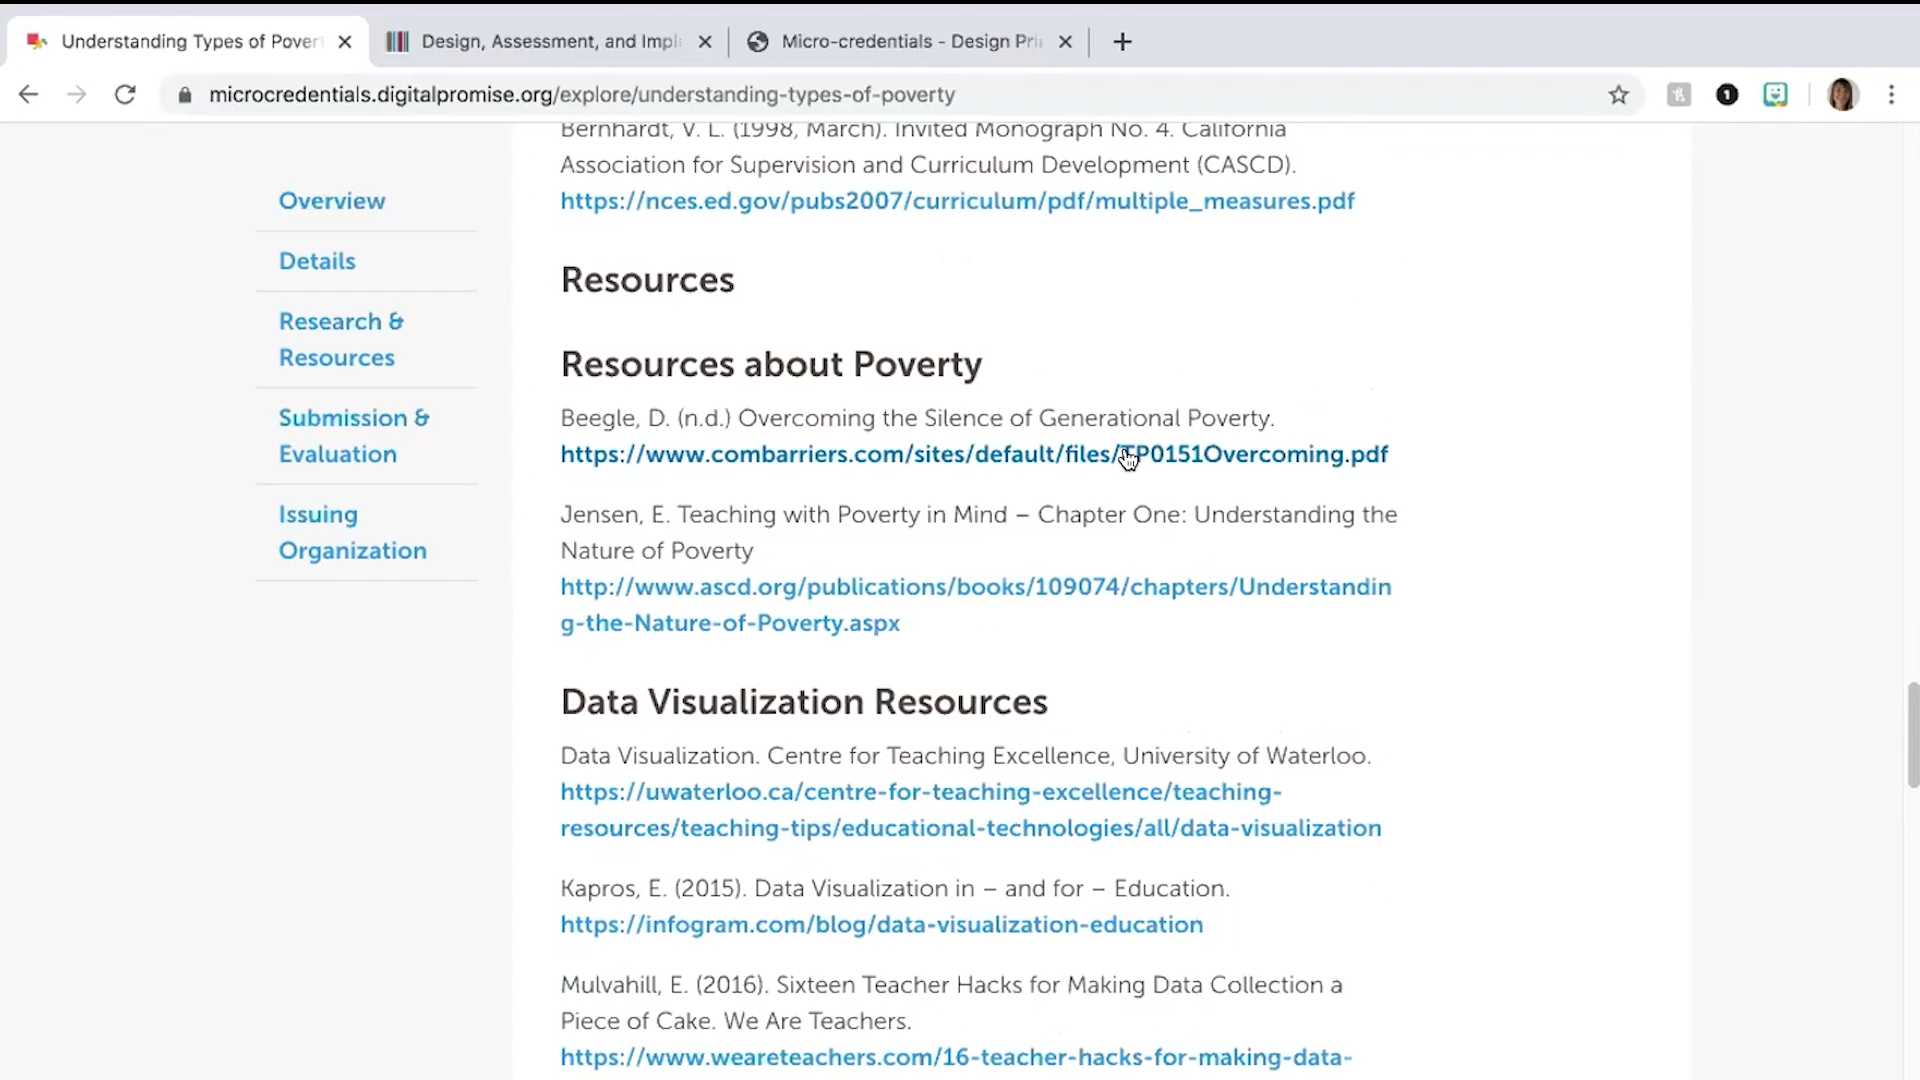 Understanding Types of Pover
Design, Assessment, and Impl
Micro-credentials - Design Pri
microcredentials.digitalpromise.org/explore/understanding-types-of-poverty
1
Overview
Details
Research &
Resources
Submission &
Evaluation
Issuing
Organization
Bernhardt, V. L. (1998, March). Invited Monograph No. 4. California
Association for Supervision and Curriculum Development (CASCD).
https://nces.ed.gov/pubs2007/curriculum/pdf/multiple_measures.pdf
Resources
Resources about Poverty
Beegle, D. (n.d.) Overcoming the Silence of Generational Poverty.
https://www.combarriers.com/sites/default/files/TP0151Overcoming.pdf
Jensen, E. Teaching with Poverty in Mind – Chapter One: Understanding the
Nature of Poverty
http://www.ascd.org/publications/books/109074/chapters/Understandin
g-the-Nature-of-Poverty.aspx
Data Visualization Resources
Data Visualization. Centre for Teaching Excellence, University of Waterloo.
https://uwaterloo.ca/centre-for-teaching-excellence/teaching-
resources/teaching-tips/educational-technologies/all/data-visualization
Kapros, E. (2015). Data Visualization in – and for – Education.
https://infogram.com/blog/data-visualization-education
Mulvahill, E. (2016). Sixteen Teacher Hacks for Making Data Collection a
Piece of Cake. We Are Teachers.
https://www.weareteachers.com/16-teacher-hacks-for-making-data-